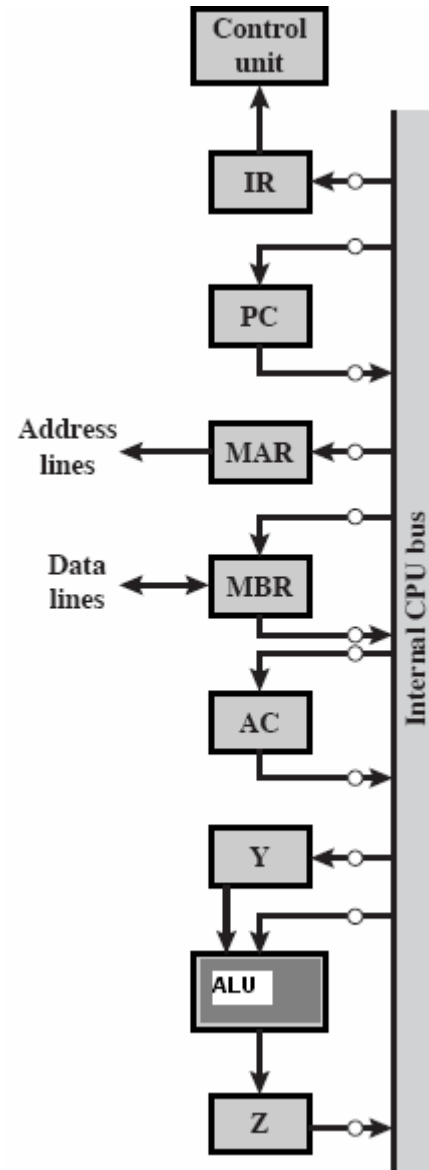 Control
unit
IR
PC
Address
lines
MAR
Data
lines
MBR
Internal CPU bus
AC
Y
ALU
Z